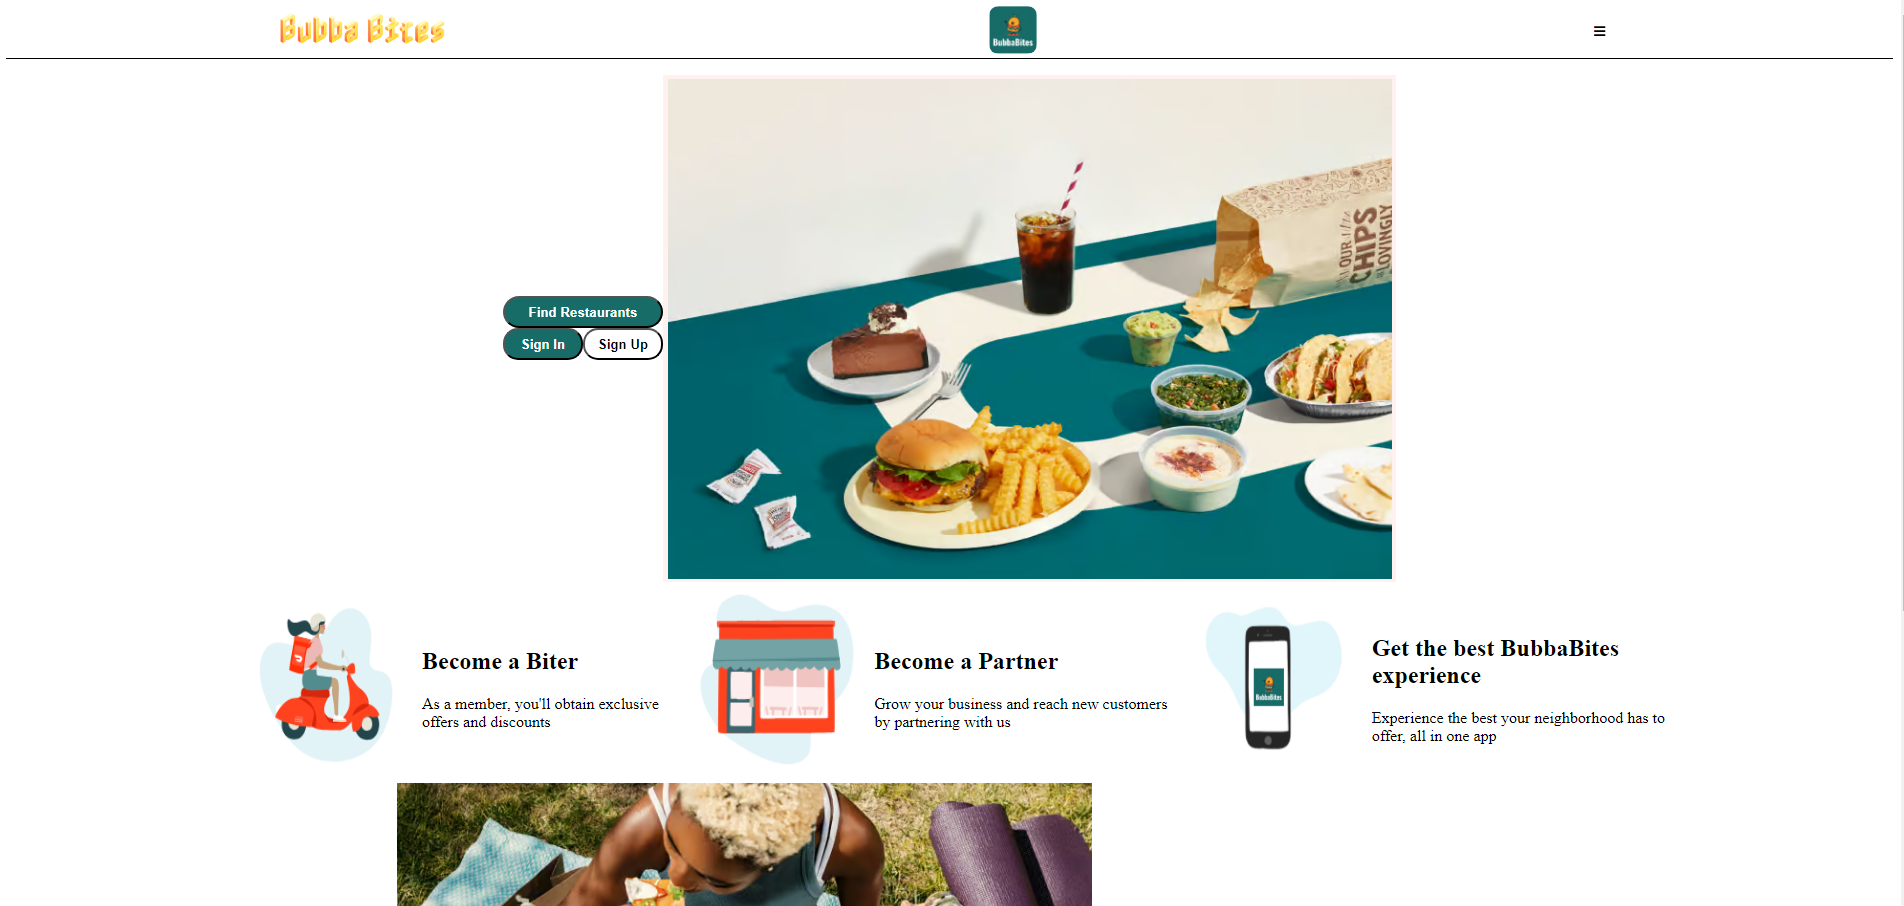 Bubba Bites
BubbaBites
Find Restaurants
Sign In
Sign Up
OUR
CHIPS
LOVINGLY
Become a Biter
As a member, you'll obtain exclusive
offers and discounts
Become a Partner
Grow your business and reach new customers
by partnering with us
BubbaBites
Get the best BubbaBites
experience
Experience the best your neighborhood has to
offer, all in one app